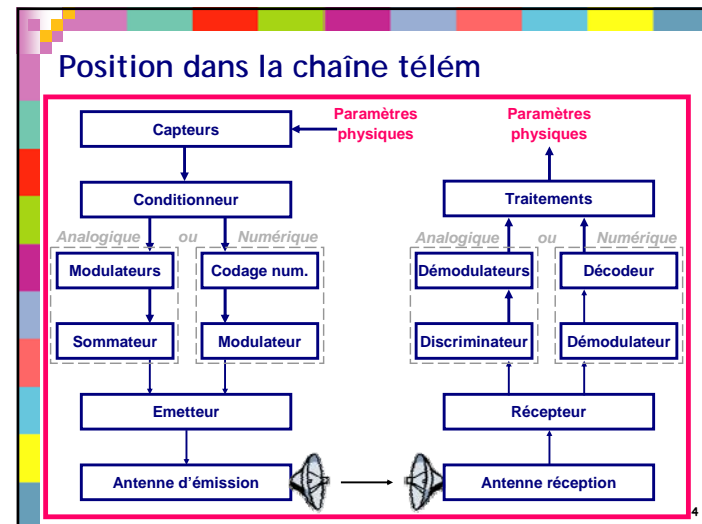 Position dans la chaîne télém
Paramètres
physiques
Capteurs
Conditionneur
Analogique ou Numérique
Modulateurs
Codage num.
Sommateur
Modulateur
Emetteur
Antenne d’émission
Paramètres
physiques
Traitements
Analogique ou Numérique
Démodulateurs
Décodeur
Discriminateur
Démodulateur
Récepteur
Antenne réception
4